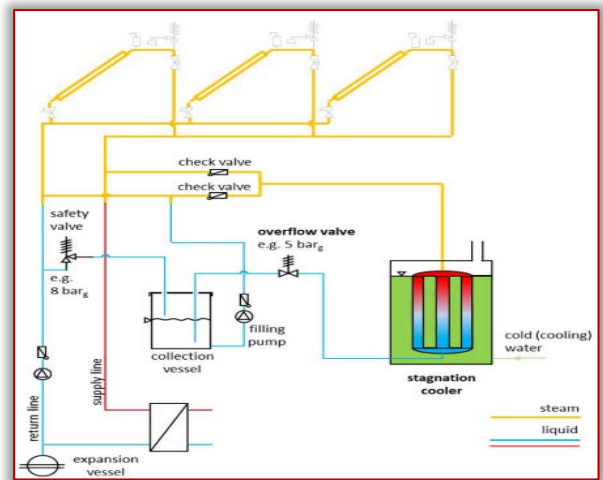 check valve
check valve
safety
valve
e.g.
8 barg
overflow valve
e.g. 5 barg
collection
vessel
filling
pump
cold (cooling)
water
stagnation
cooler
return line
supply line
expansion
vessel
steam
liquid